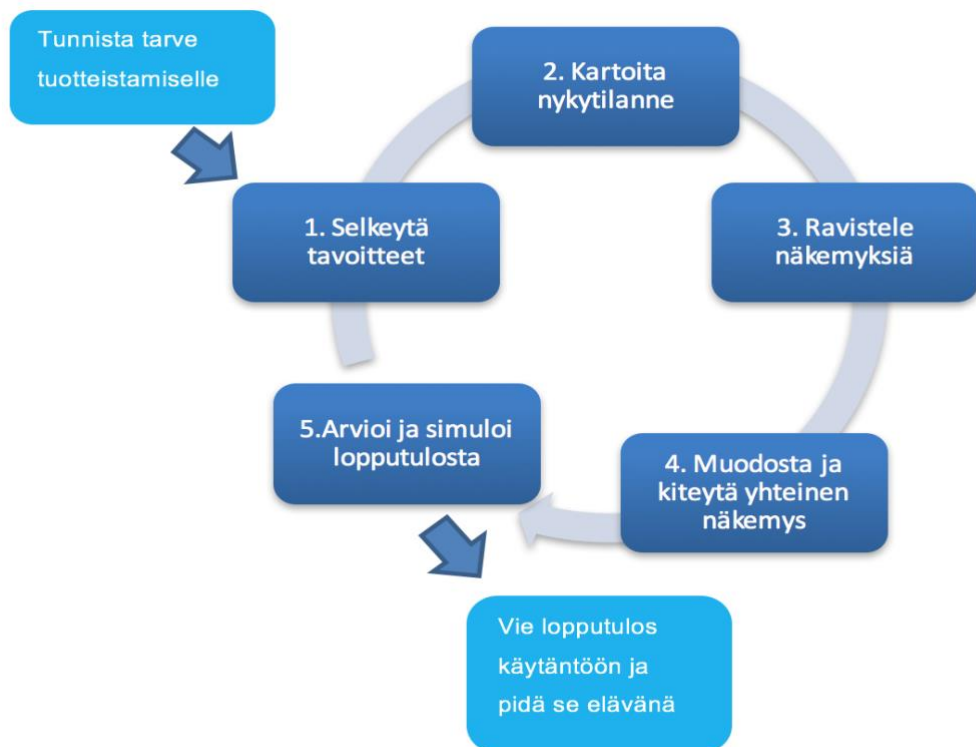 Tunnista tarve
tuotteistamiselle
2. Kartoita
nykytilanne
1. Selkeytä
tavoitteet
3. Ravistele
näkemyksiä
5.Arvioi ja simuloi
lopputulosta
4. Muodosta ja
kiteytä yhteinen
näkemys
Vie lopputulos
käytäntöön ja
pidä se elävänä